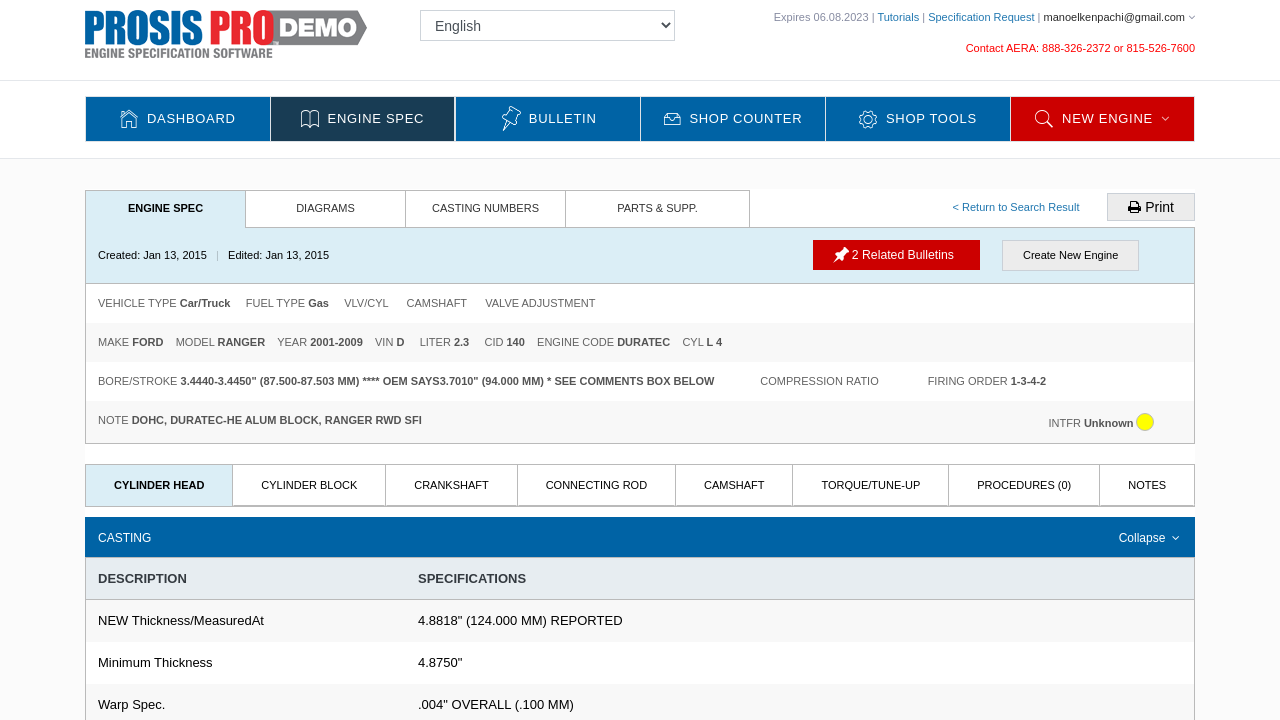 PROSIS PRO DEMO
ENGINE SPECIFICATION SOFTWARE
English
Expires 06.08.2023 | Tutorials | Specification Request | manoelkenpachi@gmail.com
Contact AERA: 888-326-2372 or 815-526-7600
DASHBOARD ENGINE SPEC BULLETIN SHOP COUNTER SHOP TOOLS NEW ENGINE
ENGINE SPEC DIAGRAMS CASTING NUMBERS PARTS & SUPP. < Return to Search Result Print
Created: Jan 13, 2015 | Edited: Jan 13, 2015 2 Related Bulletins Create New Engine
VEHICLE TYPE Car/Truck FUEL TYPE Gas VLV/CYL CAMSHAFT VALVE ADJUSTMENT
MAKE FORD MODEL RANGER YEAR 2001-2009 VIN D LITER 2.3 CID 140 ENGINE CODE DURATEC CYL L 4
BORE/STROKE 3.4440-3.4450" (87.500-87.503 MM) **** OEM SAYS3.7010" (94.000 MM) * SEE COMMENTS BOX BELOW COMPRESSION RATIO FIRING ORDER 1-3-4-2
NOTE DOHC, DURATEC-HE ALUM BLOCK, RANGER RWD SFI INTFR Unknown
CYLINDER HEAD CYLINDER BLOCK CRANKSHAFT CONNECTING ROD CAMSHAFT TORQUE/TUNE-UP PROCEDURES (0) NOTES
CASTING Collapse
DESCRIPTION SPECIFICATIONS
NEW Thickness/MeasuredAt 4.8818" (124.000 MM) REPORTED
Minimum Thickness 4.8750"
Warp Spec. .004" OVERALL (.100 MM)